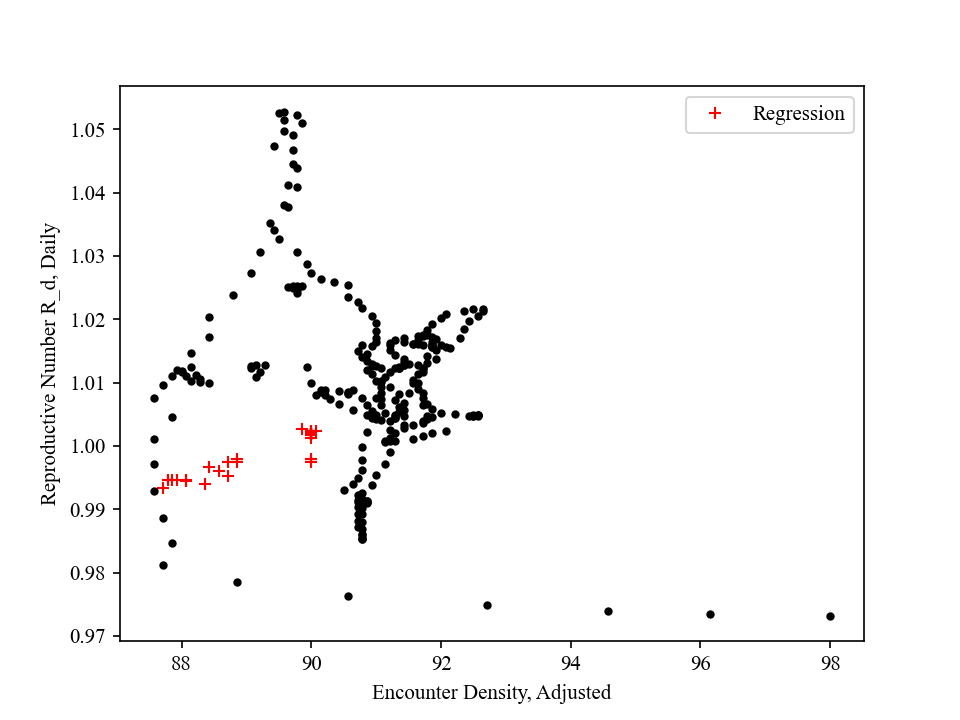 Regression
1.05
1.04
1.03
1.02
1.01
1.00
0.99
0.98
0.97
Reproductive Number R_d, Daily
88 90 92 94 96 98
Encounter Density, Adjusted